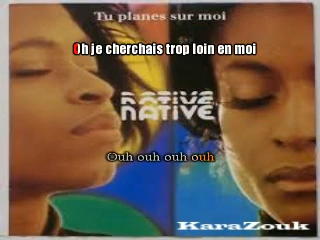 Tu planes sur moi
Oh je cherchais trop loin en moi
NATIVE
NATIVE
Ouh ouh ouh ouh
KaraZouk